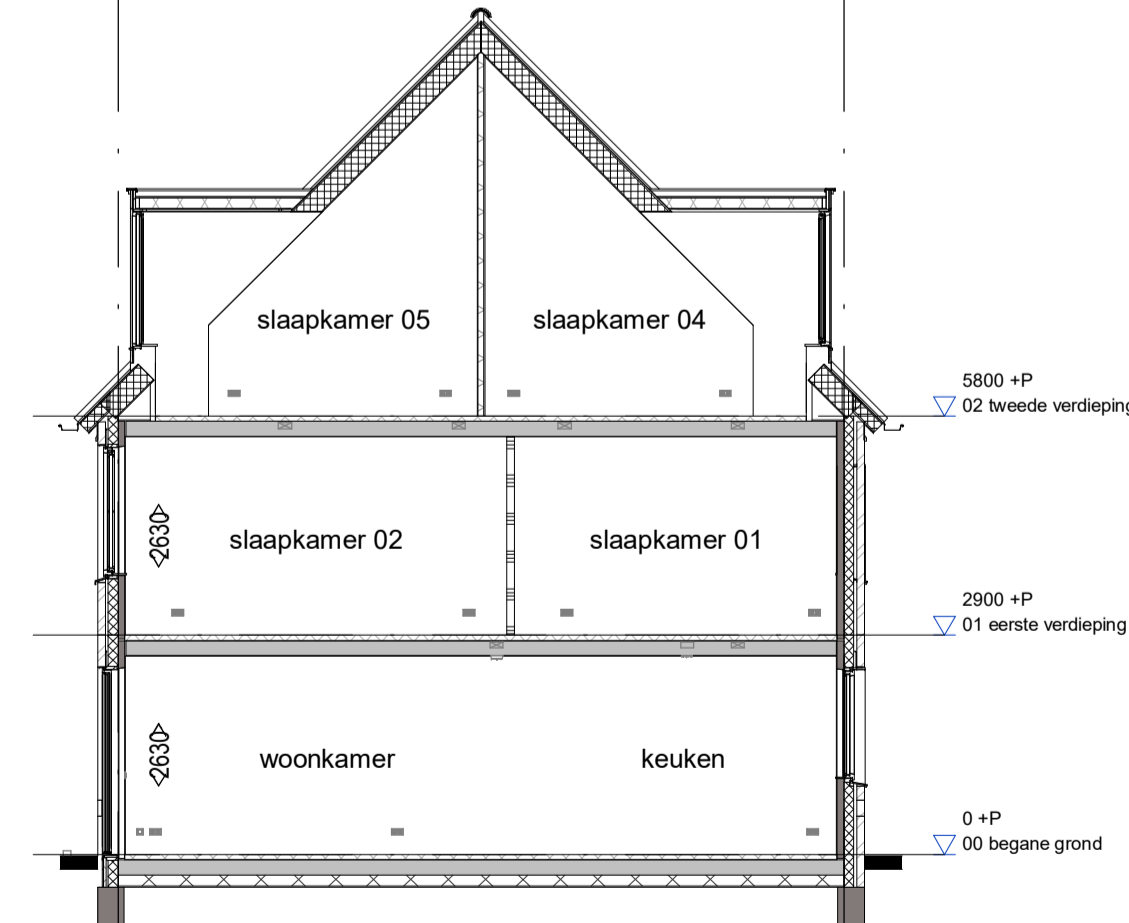 slaapkamer 05
slaapkamer 04
5800 +P
02 tweede verdieping
2630
slaapkamer 02
slaapkamer 01
2900 +P
01 eerste verdieping
2630
woonkamer
keuken
0 +P
00 begane grond